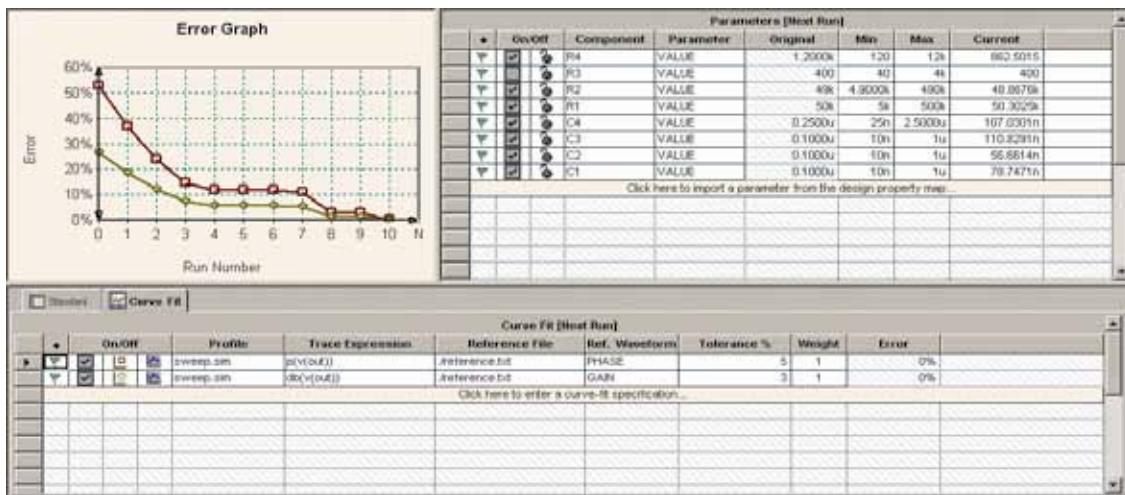 Error Graph
60%
50%
40%
30%
20%
10%
0%
Error
0 1 2 3 4 5 6 7 8 9 10 N
Run Number
Parameters [Next Run]
On/Off Component Parameter Original Min Max Current
R4 VALUE 1.2000k 120 12k 862.5015
R3 VALUE 400 40 4k 400
R2 VALUE 49k 4.9000k 490k
R1 VALUE 50k 5k 500k 50.3025k
C4 VALUE 0.2500u 25n 2.5000u 107.0301n
C3 VALUE 0.1000u 10n 1u 110.8281n
C2 VALUE 0.1000u 10n 1u
C1 VALUE 0.1000u 10n 1u 78.7471n
Click here to import a parameter from the design property map...
Curve Fit
Curve Fit [Next Run]
On/Off Profile Trace Expression Reference File Ref. Waveform Tolerance % Weight Error
sweep.sim p(v(out)) ./reference.txt PHASE 5 1 0%
sweep.sim db(v(out)) ./reference.txt GAIN 3 1 0%
Click here to enter a curve-fit specification...